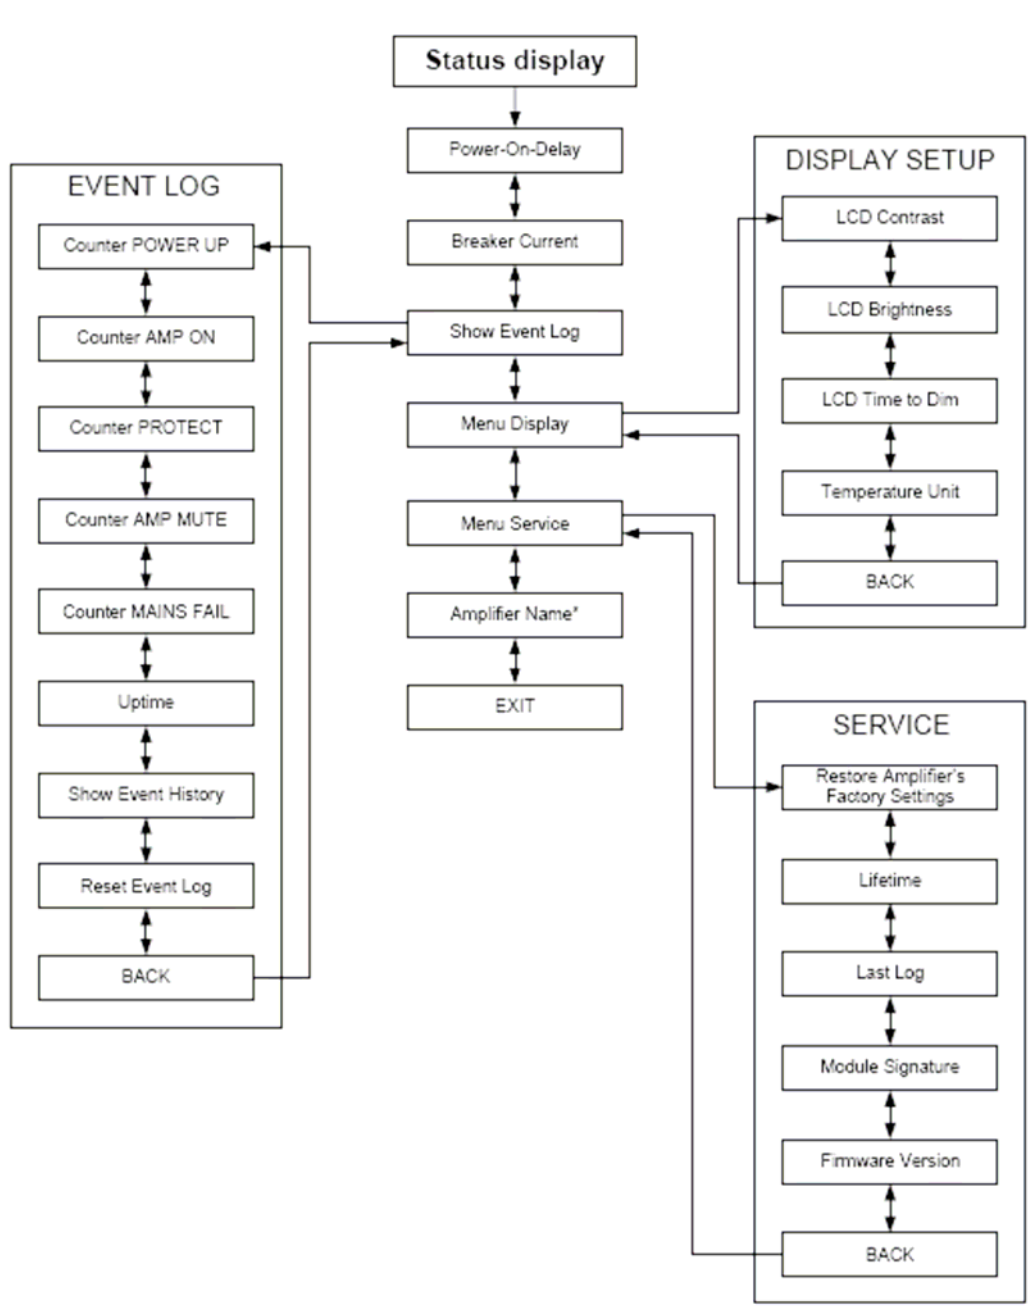 Status display
Power-On-Delay
Breaker Current
Show Event Log
Menu Display
Menu Service
Amplifier Name*
EXIT
EVENT LOG
Counter POWER UP
Counter AMP ON
Counter PROTECT
Counter AMP MUTE
Counter MAINS FAIL
Uptime
Show Event History
Reset Event Log
BACK
DISPLAY SETUP
LCD Contrast
LCD Brightness
LCD Time to Dim
Temperature Unit
BACK
SERVICE
Restore Amplifier's
Factory Settings
Lifetime
Last Log
Module Signature
Firmware Version
BACK